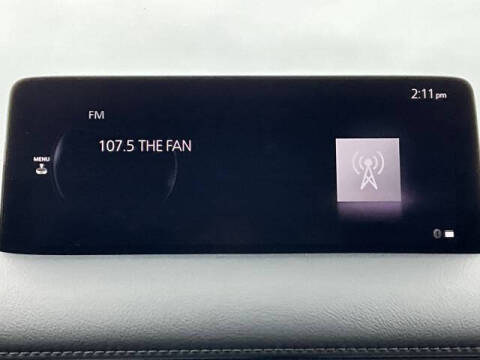 2:11 pm
FM
107.5 THE FAN
MENU